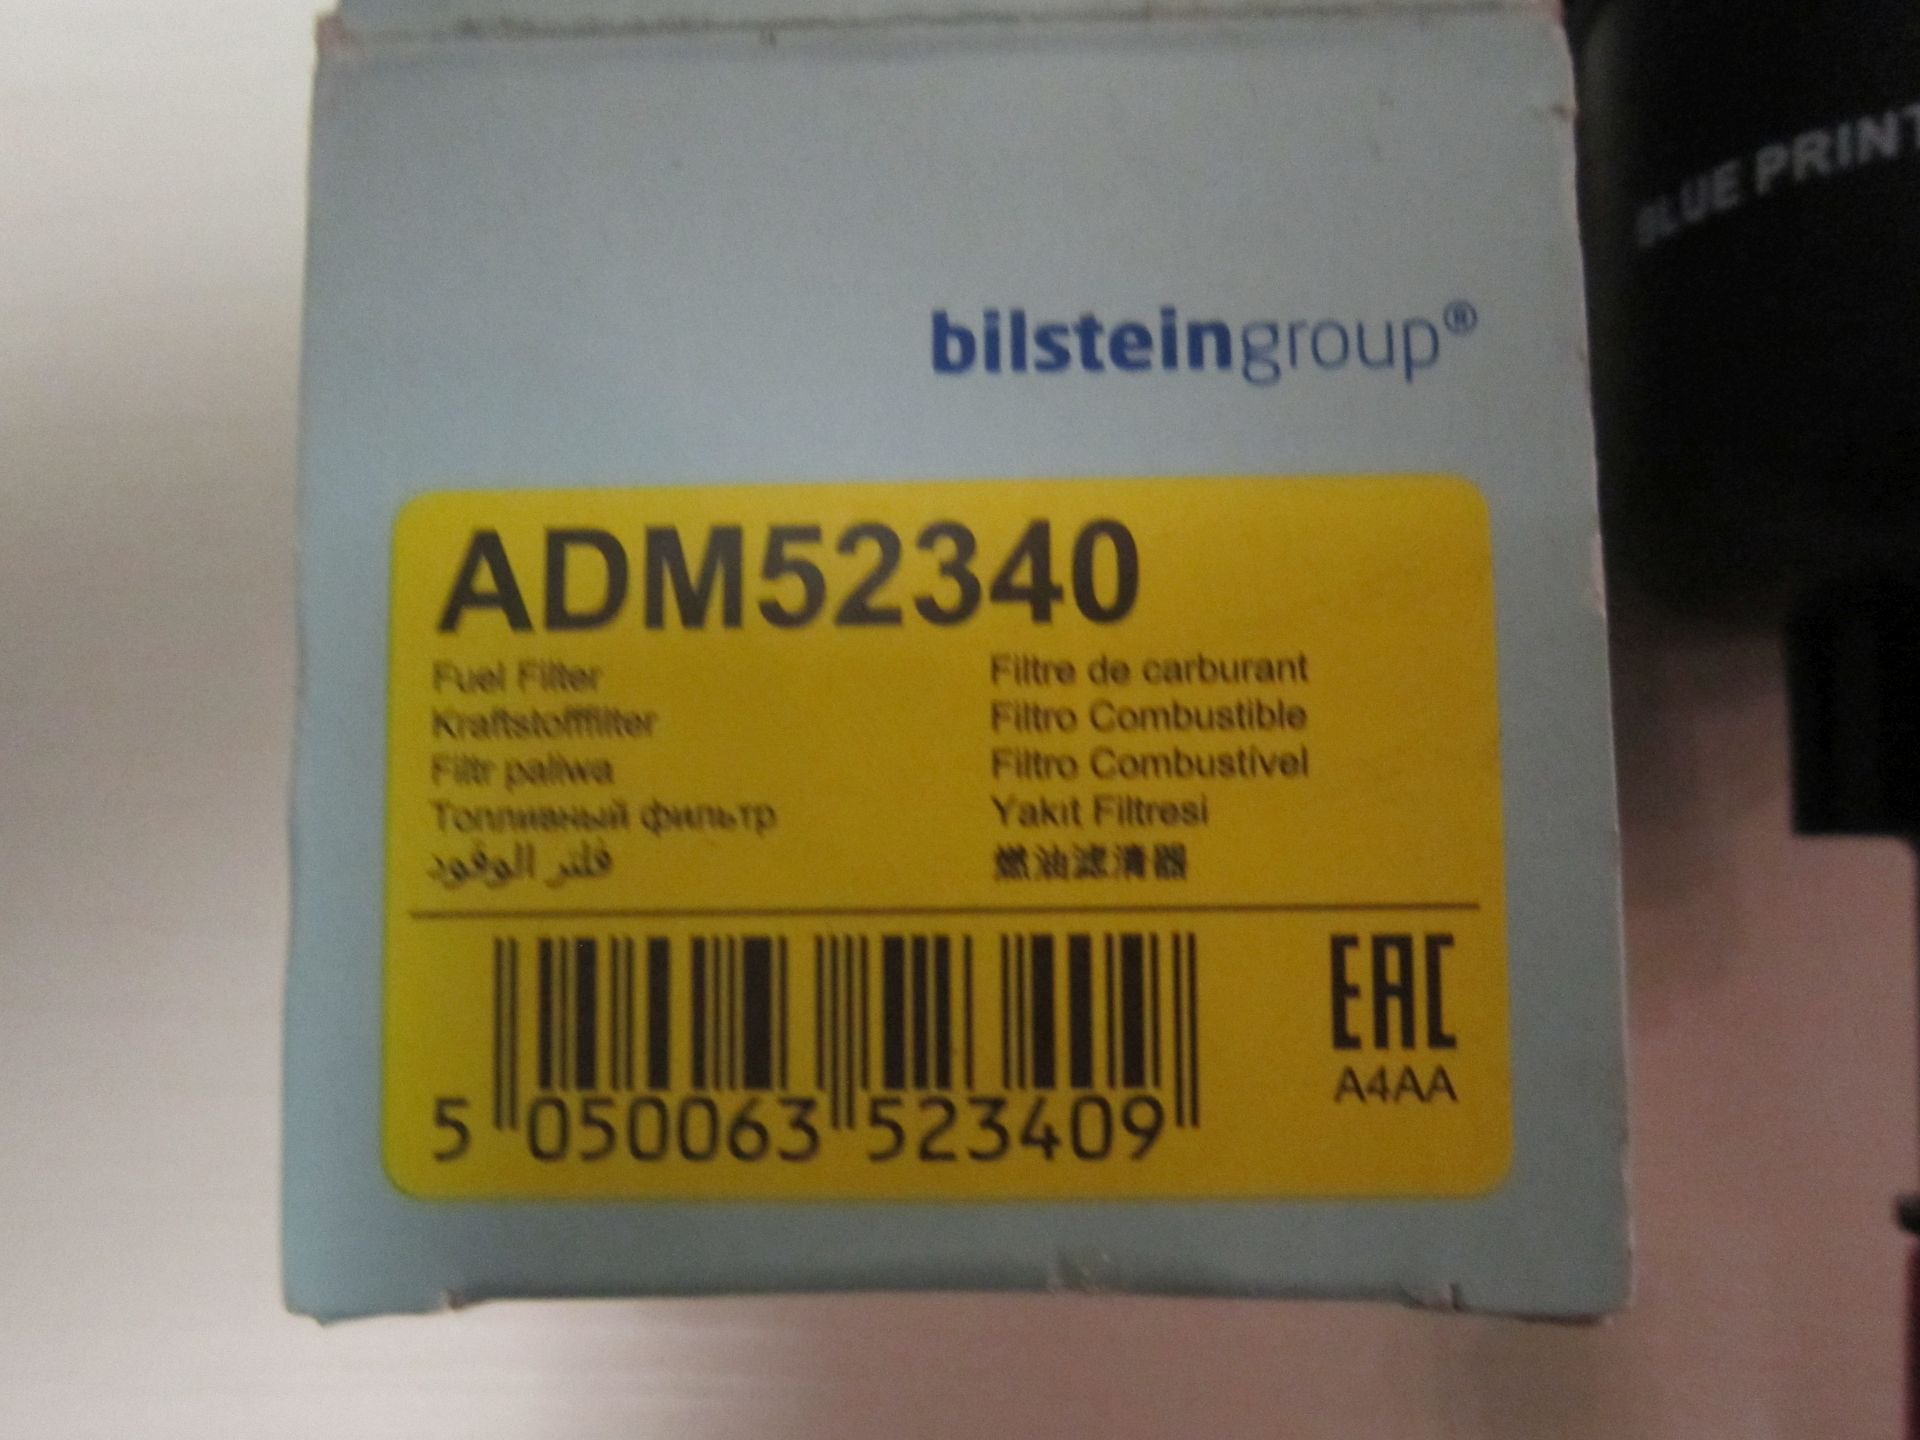 BLUE PRINT
bilsteingroup®
ADM52340
Fuel Filter
Kraftstofffilter
Filtr paliwa
Топливный фильтр
فلتر الوقود
Filtre de carburant
Filtro Combustible
Filtro Combustível
Yakıt Filtresi
燃油滤清器
5 050063 523409
EAC
A4AA